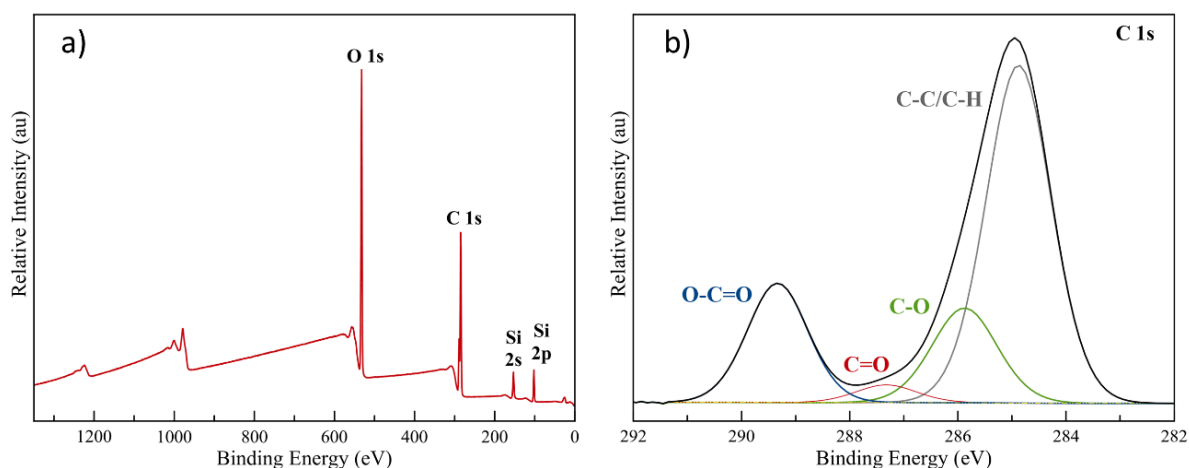 a)
O 1s
C 1s
Si
2s
Si
2p
Relative Intensity (au)
1200
1000
800
600
400
200
0
Binding Energy (eV)
b)
C 1s
C-C/C-H
O-C=O
C-O
C=O
Relative Intensity (au)
292
290
288
286
284
282
Binding Energy (eV)